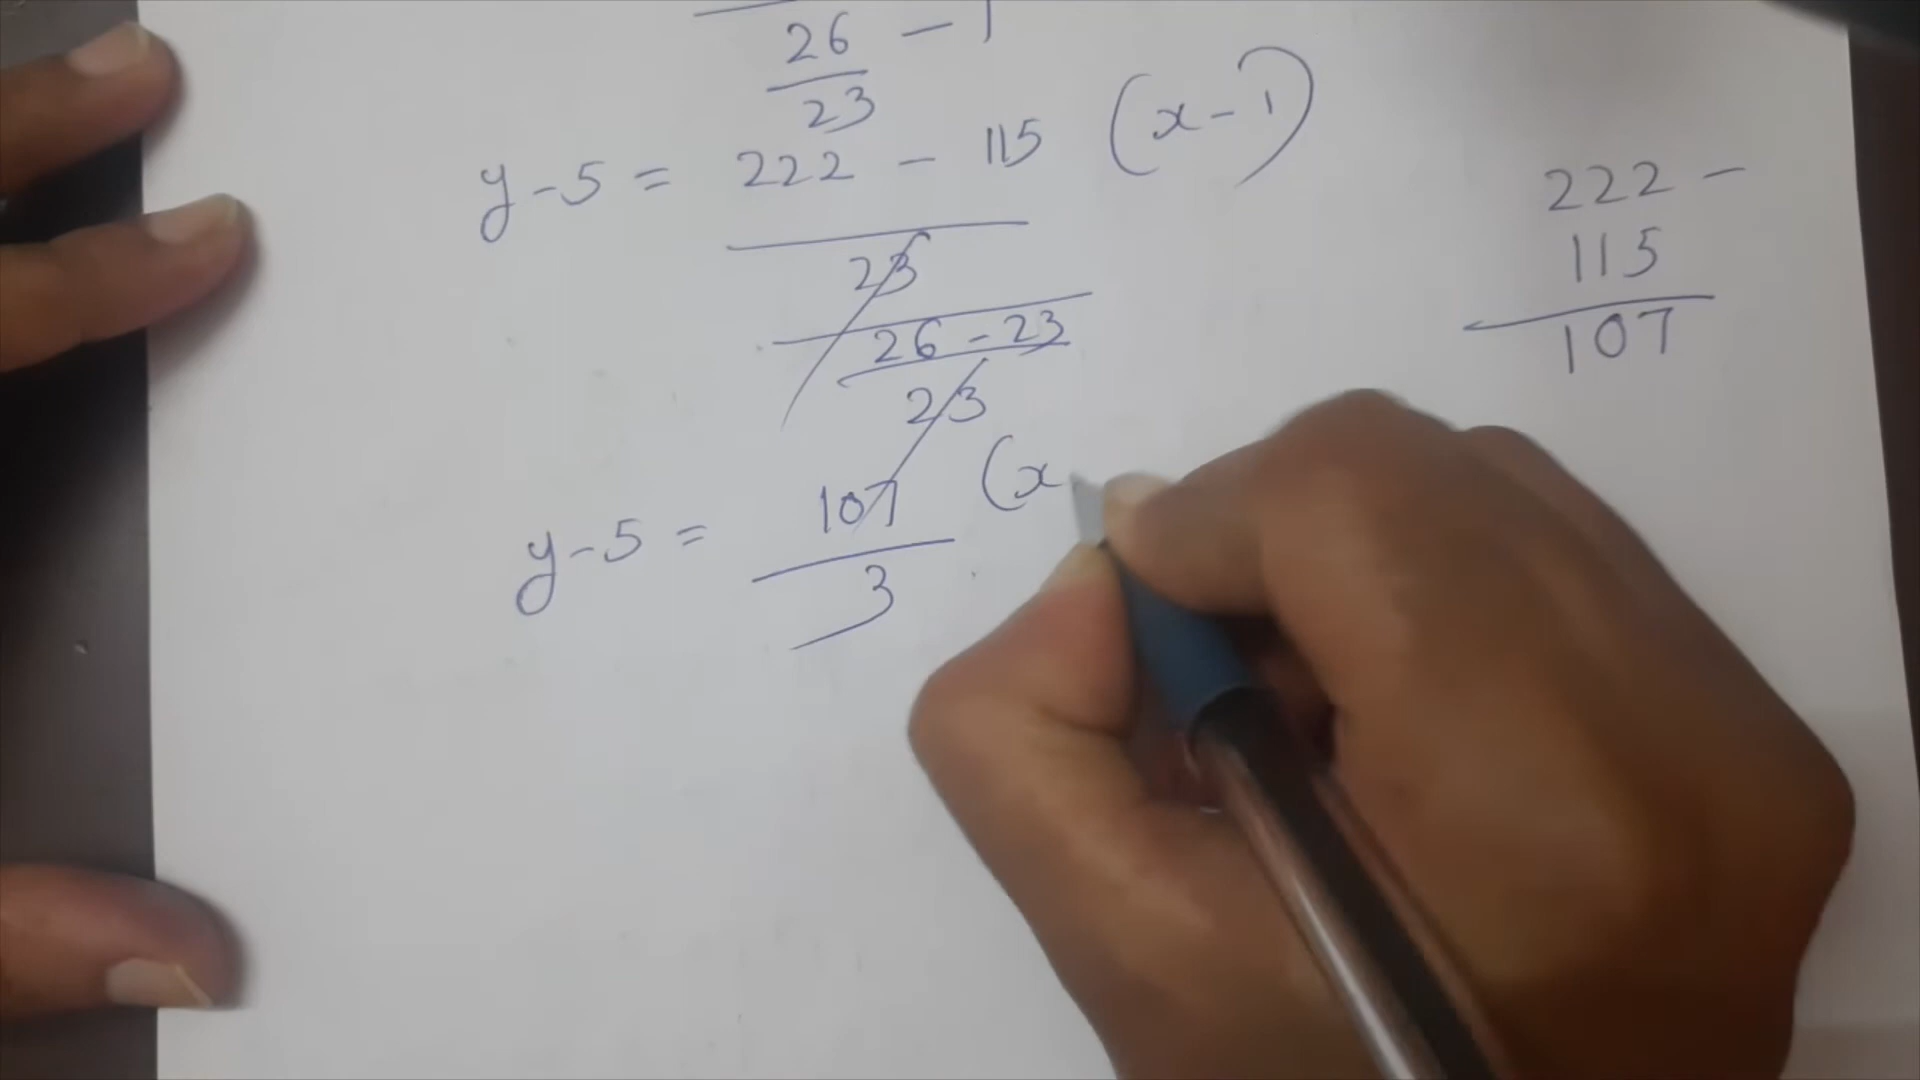 26 - 1
23
y - 5 = 222 - 115 (x - 1)
23
26 - 23
23
y - 5 = 107 (x
3
222 -
115
107